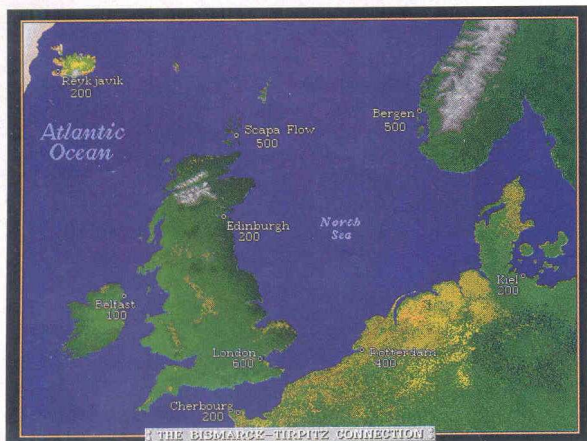 Reykjavik
200
Atlantic
Ocean
Scapa Flow
500
Bergen
500
Edinburgh
200
North
Sea
Belfast
100
Kiel
200
London
600
Rotterdam
400
Cherbourg
200
THE BISMARCK-TIRPITZ CONNECTION